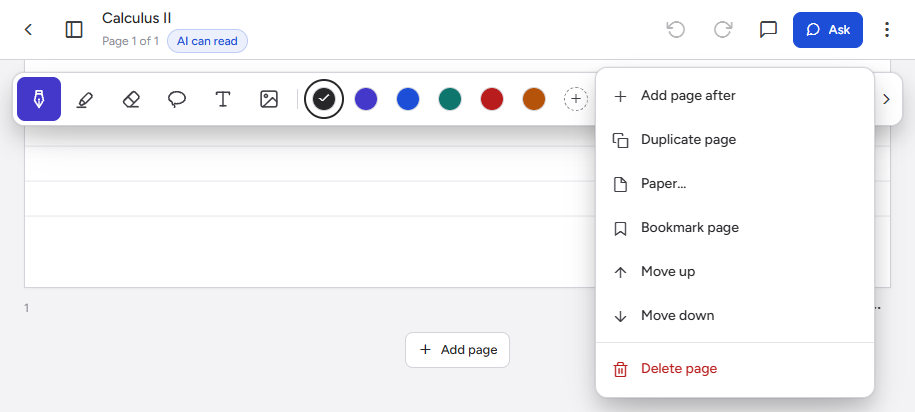 Calculus II
Page 1 of 1 AI can read
Ask
Add page after
Duplicate page
Paper...
Bookmark page
Move up
Move down
1
Add page
Delete page